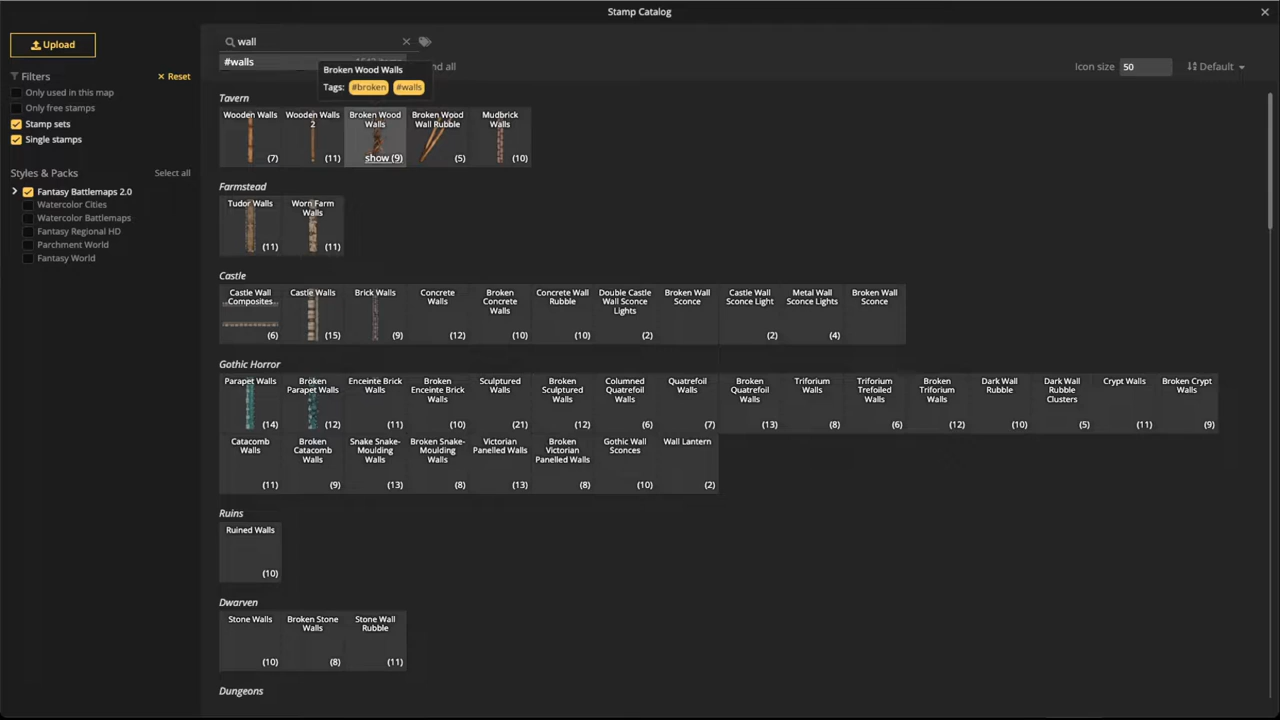 Stamp Catalog
Upload
wall
#walls
Broken Wood Walls
Tags: #broken #walls
nd all
Icon size 50
Default
Filters
Reset
Only used in this map
Only free stamps
Stamp sets
Single stamps
Styles & Packs Select all
Fantasy Battlemaps 2.0
Watercolor Cities
Watercolor Battlemaps
Fantasy Regional HD
Parchment World
Fantasy World
Tavern
Wooden Walls (7)
Wooden Walls 2 (11)
Broken Wood Walls show (9)
Broken Wood Wall Rubble (5)
Mudbrick Walls (10)
Farmstead
Tudor Walls (11)
Worn Farm Walls (11)
Castle
Castle Wall Composites (6)
Castle Walls (15)
Brick Walls (9)
Concrete Walls (12)
Broken Concrete Walls (10)
Concrete Wall Rubble (10)
Double Castle Wall Sconce Lights (2)
Broken Wall Sconce
Castle Wall Sconce Light (2)
Metal Wall Sconce Lights (4)
Broken Wall Sconce
Gothic Horror
Parapet Walls (14)
Broken Parapet Walls (12)
Enceinte Brick Walls (11)
Broken Enceinte Brick Walls (10)
Sculptured Walls (21)
Broken Sculptured Walls (12)
Columned Quatrefoil Walls (6)
Quatrefoil Walls (7)
Broken Quatrefoil Walls (13)
Triforium Walls (8)
Triforium Trefoiled Walls (6)
Broken Triforium Walls (12)
Dark Wall Rubble (10)
Dark Wall Rubble Clusters (5)
Crypt Walls (11)
Broken Crypt Walls (9)
Catacomb Walls (11)
Broken Catacomb Walls (9)
Snake Snake-Moulding Walls (13)
Broken Snake-Moulding Walls (8)
Victorian Panelled Walls (13)
Broken Victorian Panelled Walls (8)
Gothic Wall Sconces (10)
Wall Lantern (2)
Ruins
Ruined Walls (10)
Dwarven
Stone Walls (10)
Broken Stone Walls (8)
Stone Wall Rubble (11)
Dungeons